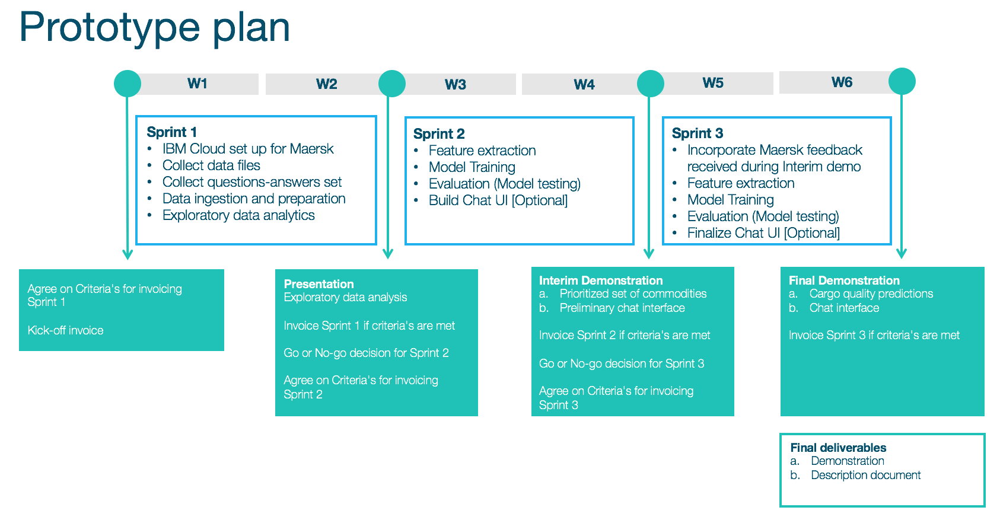 Prototype plan
W1
W2
W3
W4
W5
W6
Sprint 1
• IBM Cloud set up for Maersk
• Collect data files
• Collect questions-answers set
• Data ingestion and preparation
• Exploratory data analytics
Sprint 2
• Feature extraction
• Model Training
• Evaluation (Model testing)
• Build Chat UI [Optional]
Sprint 3
• Incorporate Maersk feedback
received during Interim demo
• Feature extraction
• Model Training
• Evaluation (Model testing)
• Finalize Chat UI [Optional]
Agree on Criteria's for invoicing
Sprint 1
Kick-off invoice
Presentation
Exploratory data analysis
Invoice Sprint 1 if criteria's are met
Go or No-go decision for Sprint 2
Agree on Criteria's for invoicing
Sprint 2
Interim Demonstration
a. Prioritized set of commodities
b. Preliminary chat interface
Invoice Sprint 2 if criteria's are met
Go or No-go decision for Sprint 3
Agree on Criteria's for invoicing
Sprint 3
Final Demonstration
a. Cargo quality predictions
b. Chat interface
Invoice Sprint 3 if criteria's are met
Final deliverables
a. Demonstration
b. Description document